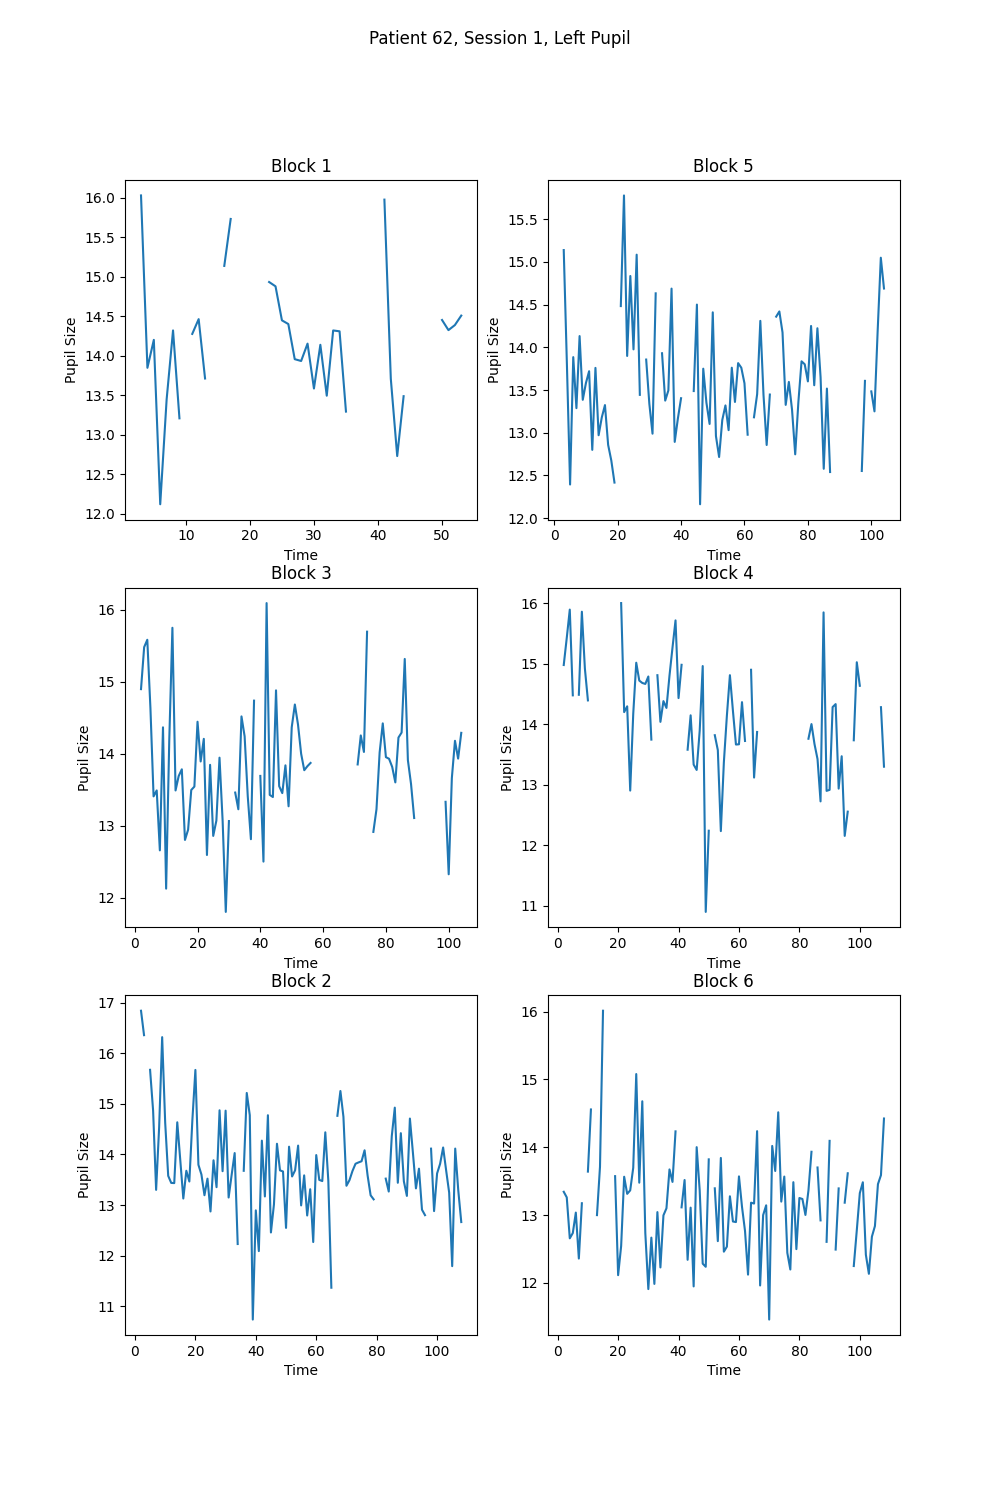 Patient 62, Session 1, Left Pupil
Block 1
Pupil Size
16.0
15.5
15.0
14.5
14.0
13.5
13.0
12.5
12.0
10 20 30 40 50
Time
Block 5
Pupil Size
15.5
15.0
14.5
14.0
13.5
13.0
12.5
12.0
0 20 40 60 80 100
Time
Block 3
Pupil Size
16
15
14
13
12
0 20 40 60 80 100
Time
Block 4
Pupil Size
16
15
14
13
12
11
0 20 40 60 80 100
Time
Block 2
Pupil Size
17
16
15
14
13
12
11
0 20 40 60 80 100
Time
Block 6
Pupil Size
16
15
14
13
12
0 20 40 60 80 100
Time